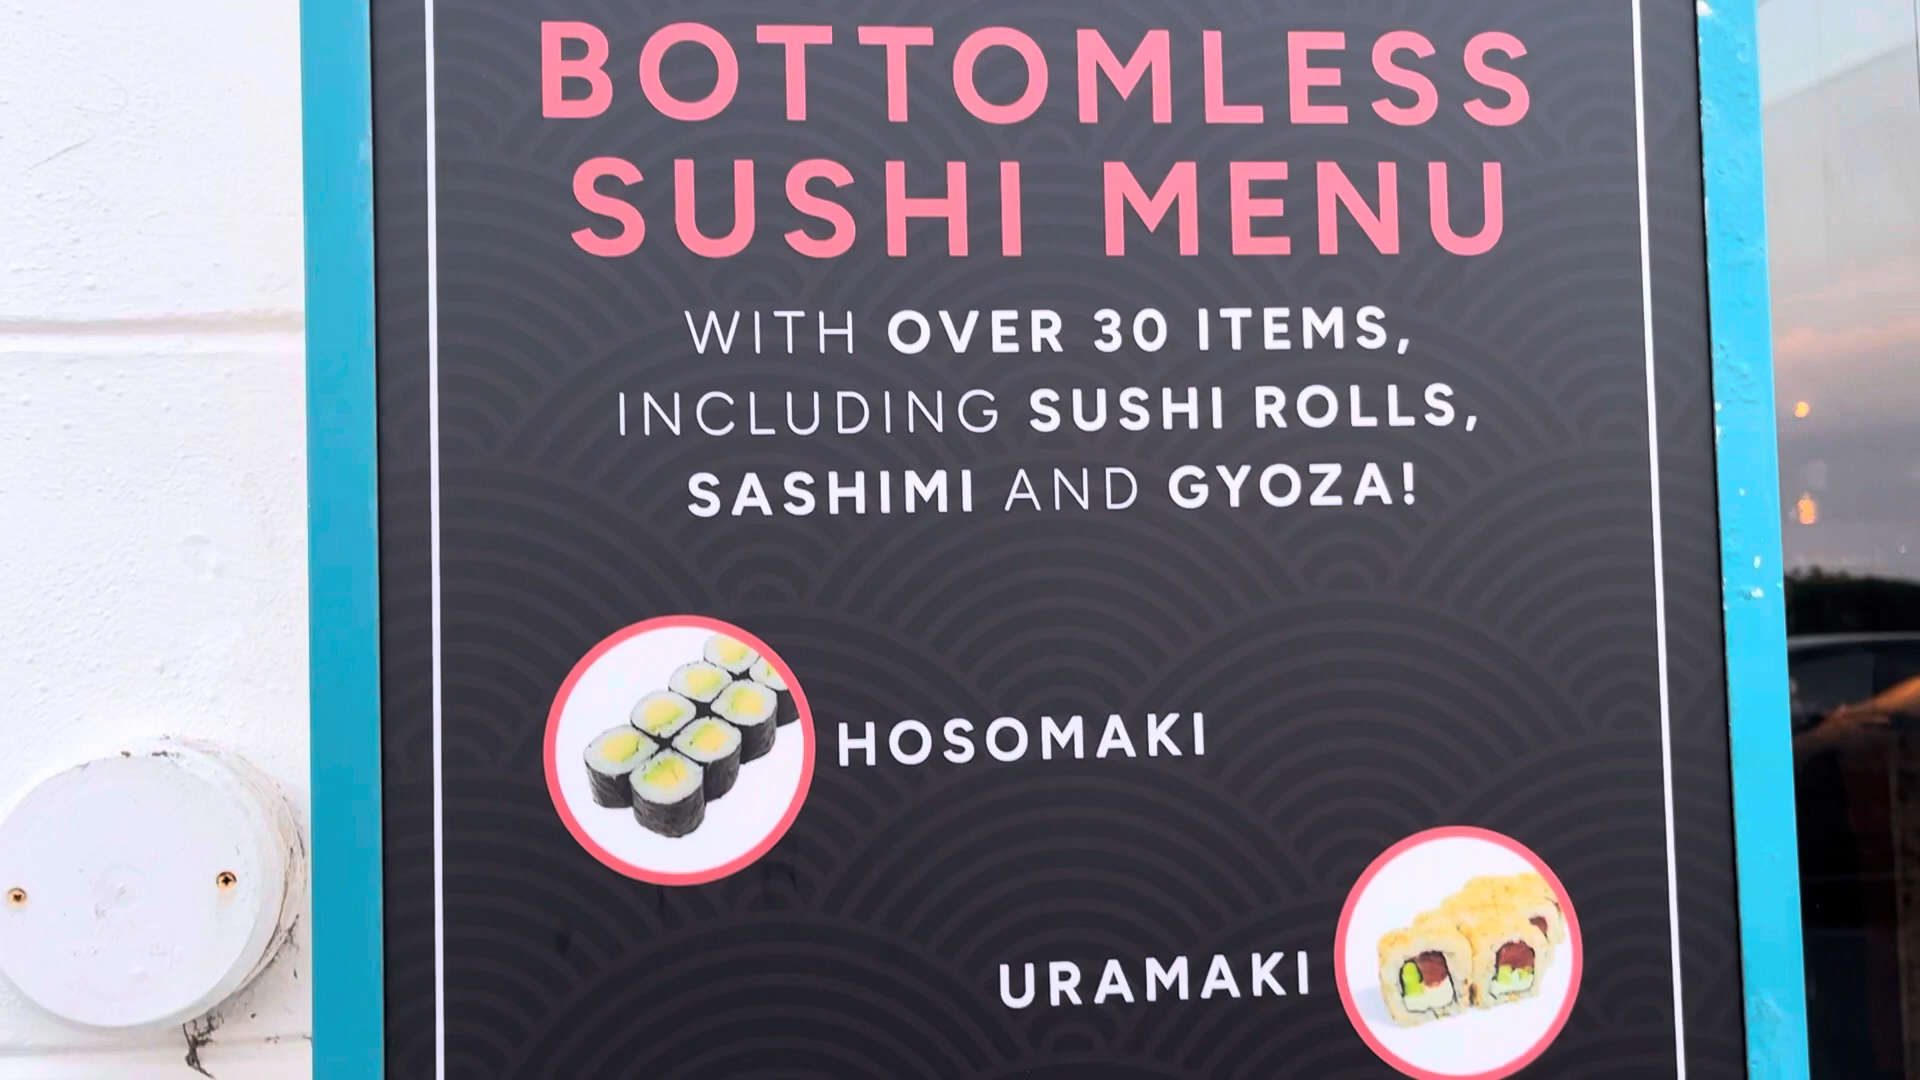 BOTTOMLESS
SUSHI MENU
WITH OVER 30 ITEMS,
INCLUDING SUSHI ROLLS,
SASHIMI AND GYOZA!
HOSOMAKI
URAMAKI